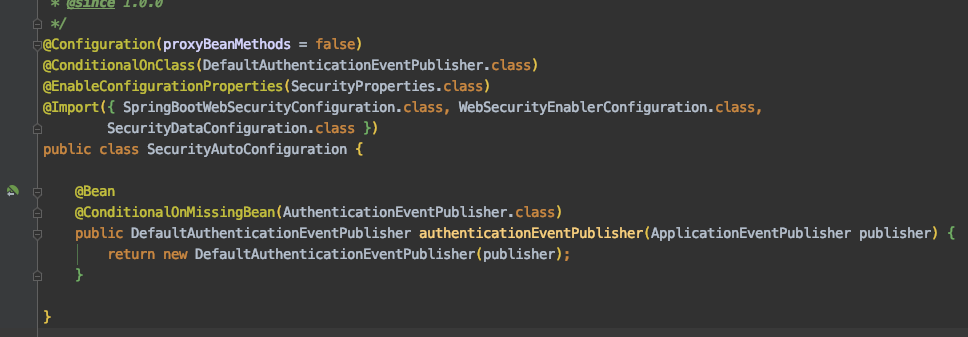 * @since 1.0.0
*/
@Configuration(proxyBeanMethods = false)
@ConditionalOnClass(DefaultAuthenticationEventPublisher.class)
@EnableConfigurationProperties(SecurityProperties.class)
@Import({ SpringBootWebSecurityConfiguration.class, WebSecurityEnablerConfiguration.class,
SecurityDataConfiguration.class })
public class SecurityAutoConfiguration {
@Bean
@ConditionalOnMissingBean(AuthenticationEventPublisher.class)
public DefaultAuthenticationEventPublisher authenticationEventPublisher(ApplicationEventPublisher publisher) {
return new DefaultAuthenticationEventPublisher(publisher);
}
}